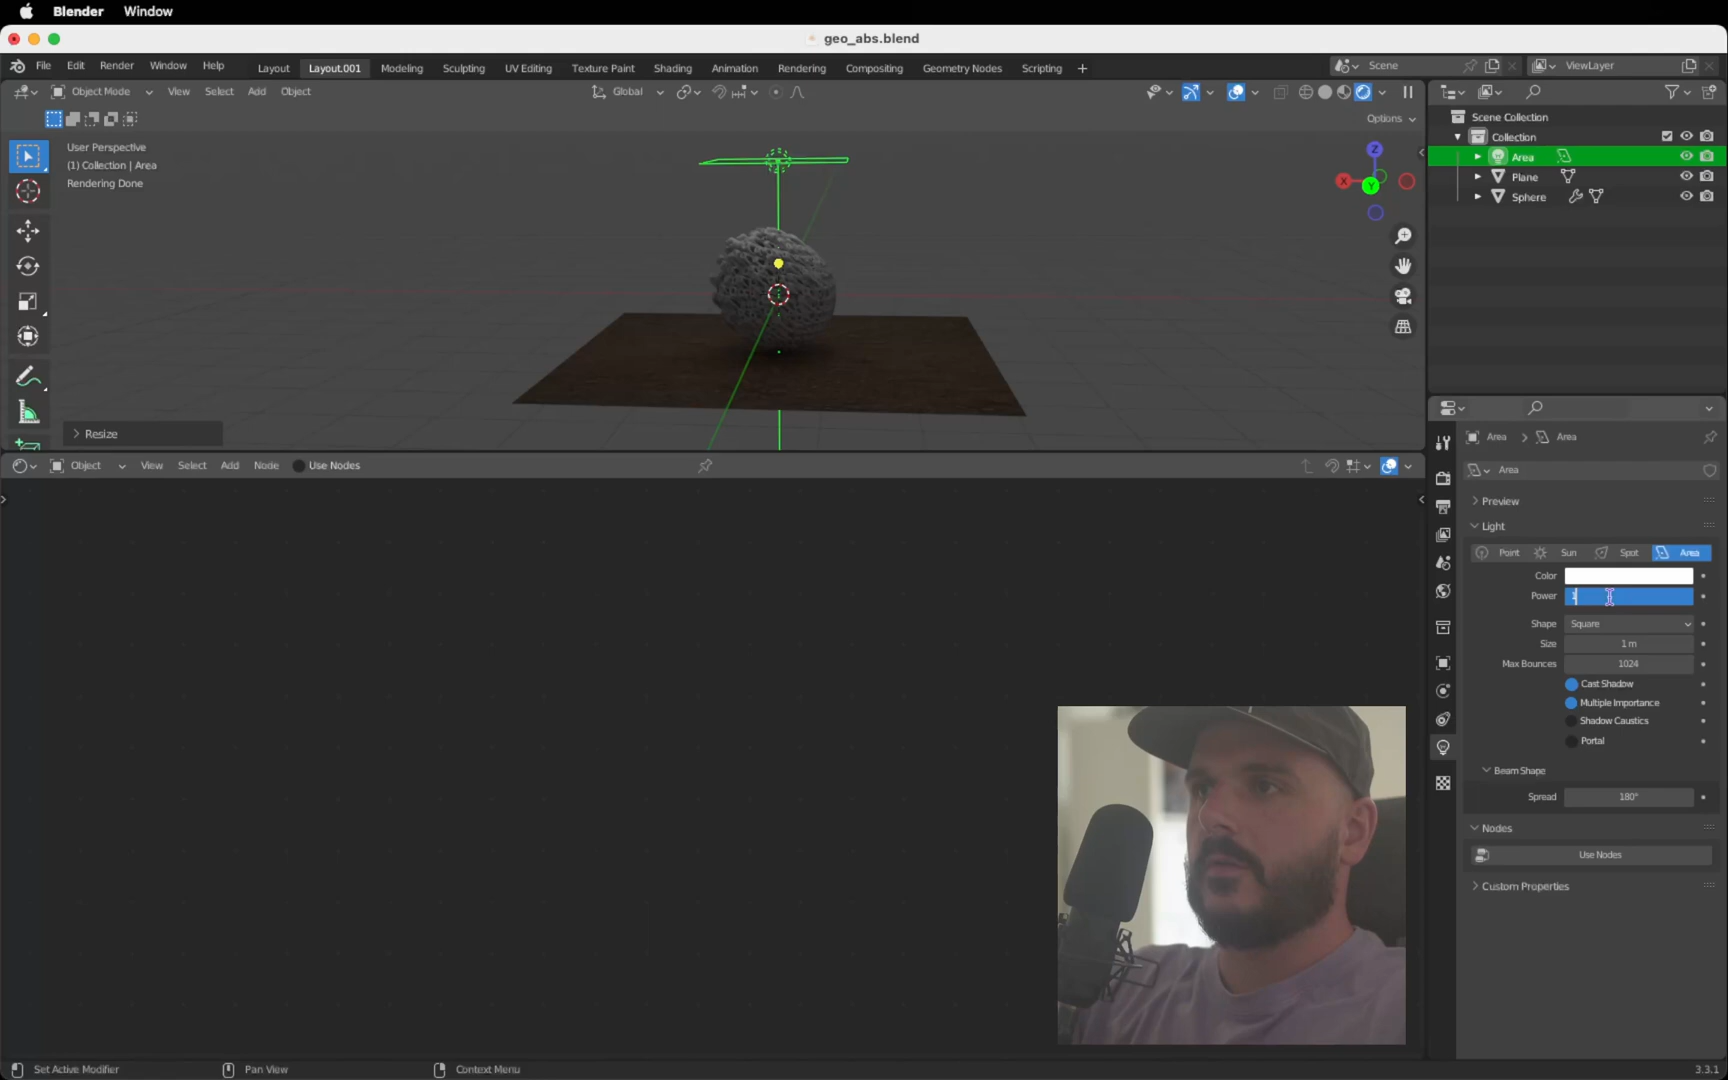 Blender Window
geo_abs.blend
File Edit Render Window Help Layout Layout.001 Modeling Sculpting UV Editing Texture Paint Shading Animation Rendering Compositing Geometry Nodes Scripting + Scene ViewLayer
Object Mode View Select Add Object Global
Options
User Perspective
(1) Collection | Area
Rendering Done
Z
X
Y
> Resize
Scene Collection
Collection
Area
Plane
Sphere
Object View Select Add Node Use Nodes
Area > Area
Area
Preview
Light
Point Sun Spot Area
Color
Power
Shape Square
Size 1 m
Max Bounces 1024
Cast Shadow
Multiple Importance
Shadow Caustics
Portal
Beam Shape
Spread 180°
Nodes
Use Nodes
Custom Properties
Set Active Modifier Pan View Context Menu 3.3.1